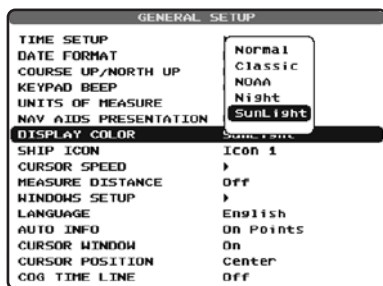 GENERAL SETUP
TIME SETUP
DATE FORMAT
COURSE UP/NORTH UP
KEYPAD BEEP
UNITS OF MEASURE
NAV AIDS PRESENTATION
Normal
Classic
NOAA
Night
SunLight
DISPLAY COLOR SunLight
SHIP ICON Icon 1
CURSOR SPEED
MEASURE DISTANCE Off
WINDOWS SETUP
LANGUAGE English
AUTO INFO On Points
CURSOR WINDOW On
CURSOR POSITION Center
COG TIME LINE Off